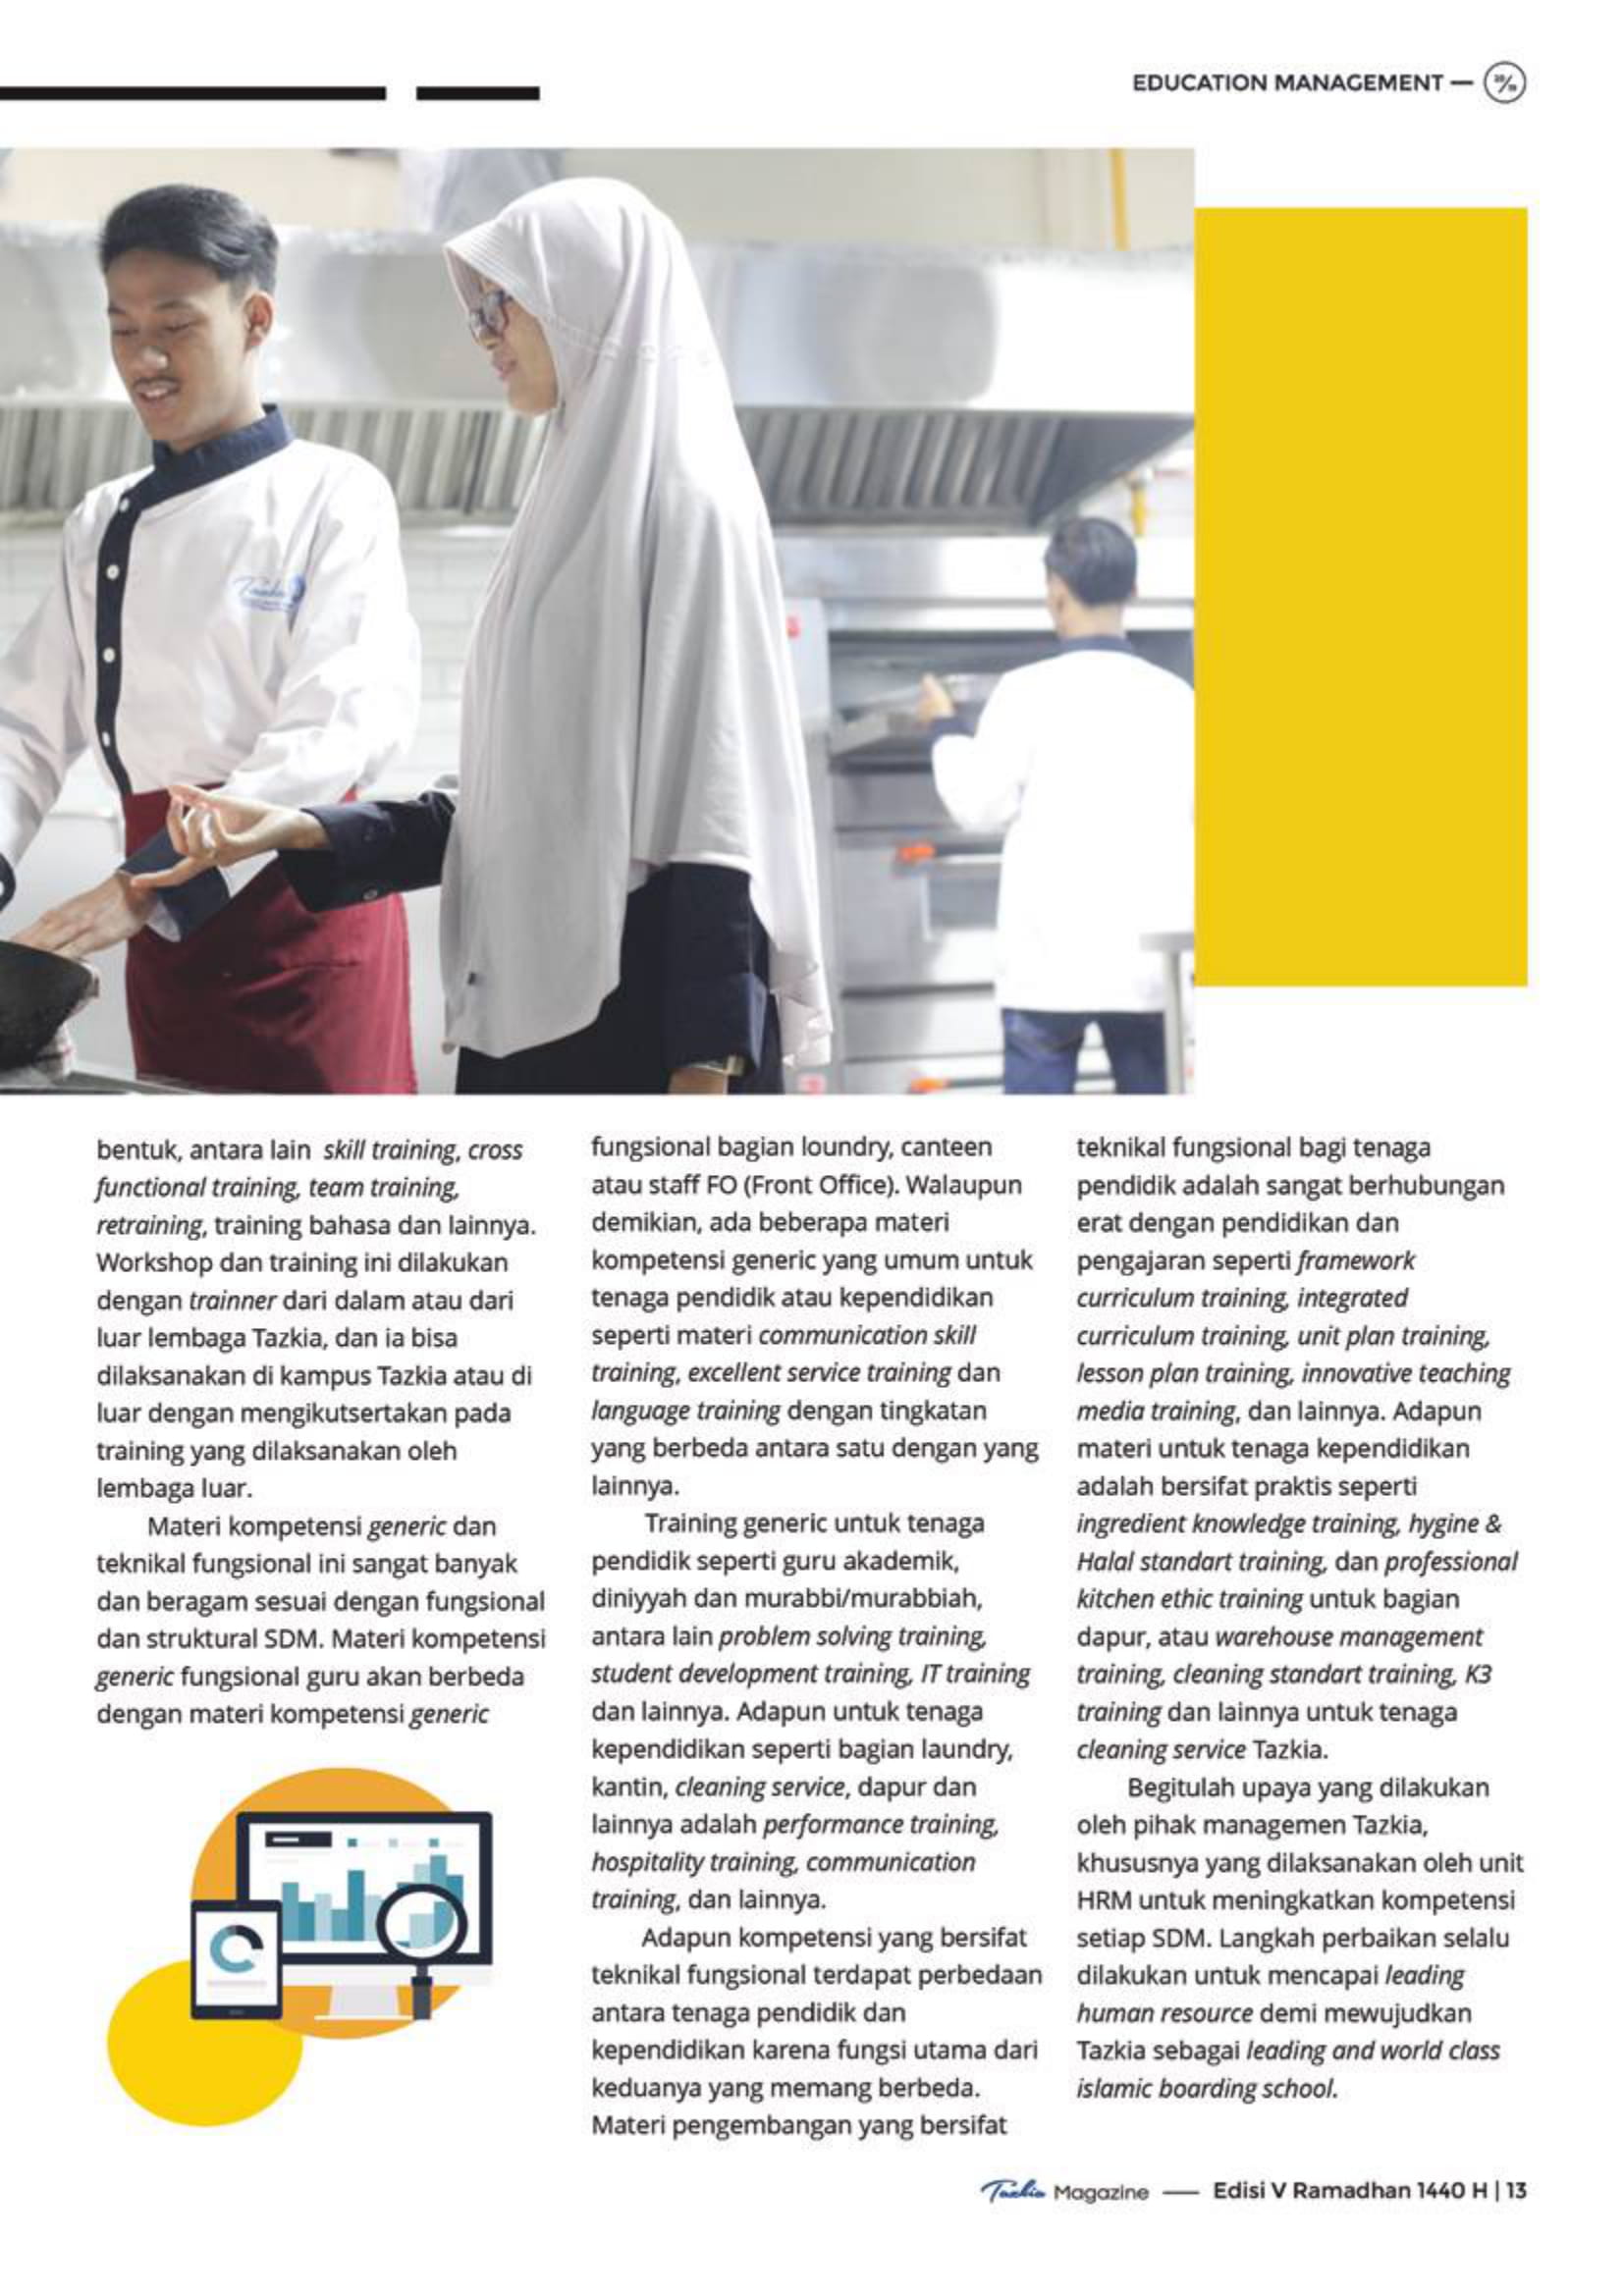 EDUCATION MANAGEMENT —
Tazkia
bentuk, antara lain skill training, cross
functional training, team training,
retraining, training bahasa dan lainnya.
Workshop dan training ini dilakukan
dengan trainner dari dalam atau dari
luar lembaga Tazkia, dan ia bisa
dilaksanakan di kampus Tazkia atau di
luar dengan mengikutsertakan pada
training yang dilaksanakan oleh
lembaga luar.
Materi kompetensi generic dan
teknikal fungsional ini sangat banyak
dan beragam sesuai dengan fungsional
dan struktural SDM. Materi kompetensi
generic fungsional guru akan berbeda
dengan materi kompetensi generic
fungsional bagian loundry, canteen
atau staff FO (Front Office). Walaupun
demikian, ada beberapa materi
kompetensi generic yang umum untuk
tenaga pendidik atau kependidikan
seperti materi communication skill
training, excellent service training dan
language training dengan tingkatan
yang berbeda antara satu dengan yang
lainnya.
Training generic untuk tenaga
pendidik seperti guru akademik,
diniyyah dan murabbi/murabbiah,
antara lain problem solving training,
student development training, IT training
dan lainnya. Adapun untuk tenaga
kependidikan seperti bagian laundry,
kantin, cleaning service, dapur dan
lainnya adalah performance training,
hospitality training, communication
training, dan lainnya.
Adapun kompetensi yang bersifat
teknikal fungsional terdapat perbedaan
antara tenaga pendidik dan
kependidikan karena fungsi utama dari
keduanya yang memang berbeda.
Materi pengembangan yang bersifat
teknikal fungsional bagi tenaga
pendidik adalah sangat berhubungan
erat dengan pendidikan dan
pengajaran seperti framework
curriculum training, integrated
curriculum training, unit plan training,
lesson plan training, innovative teaching
media training, dan lainnya. Adapun
materi untuk tenaga kependidikan
adalah bersifat praktis seperti
ingredient knowledge training, hygine &
Halal standart training, dan professional
kitchen ethic training untuk bagian
dapur, atau warehouse management
training, cleaning standart training, K3
training dan lainnya untuk tenaga
cleaning service Tazkia.
Begitulah upaya yang dilakukan
oleh pihak managemen Tazkia,
khususnya yang dilaksanakan oleh unit
HRM untuk meningkatkan kompetensi
setiap SDM. Langkah perbaikan selalu
dilakukan untuk mencapai leading
human resource demi mewujudkan
Tazkia sebagai leading and world class
islamic boarding school.
Tazkia Magazine — Edisi V Ramadhan 1440 H | 13